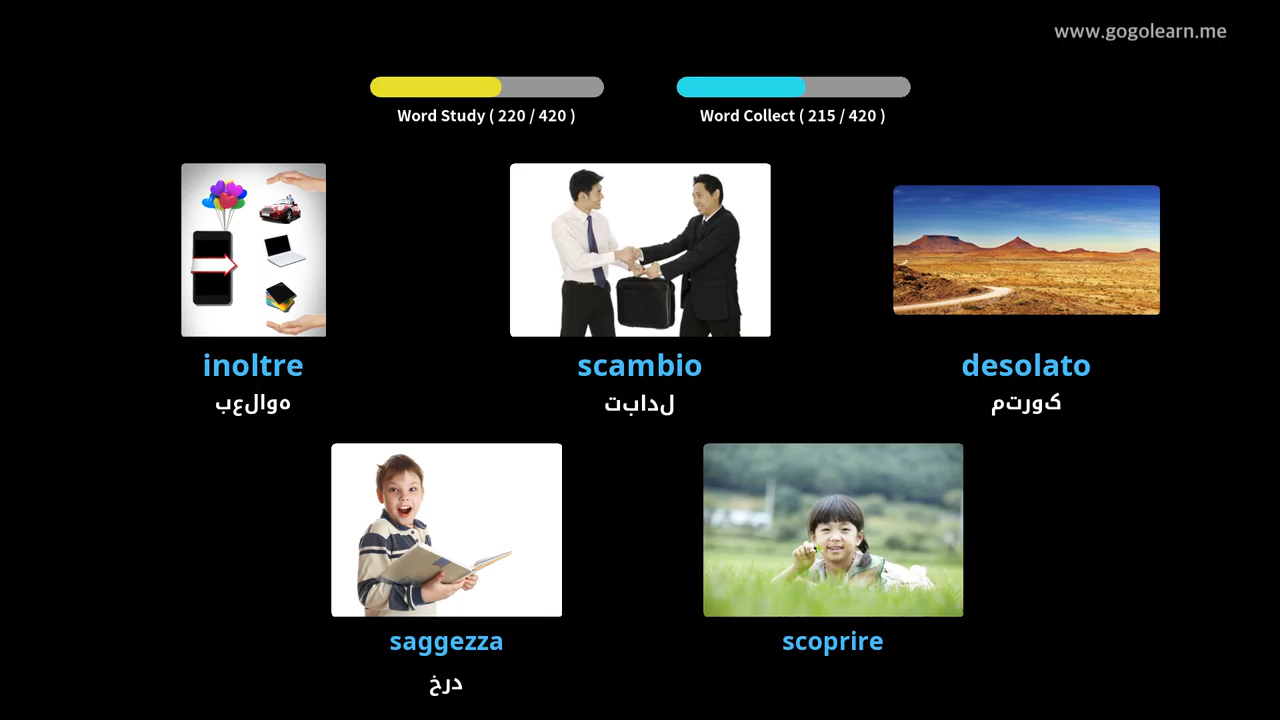 www.gogolearn.me
Word Study ( 220 / 420 )
Word Collect ( 215 / 420 )
inoltre
scambio
desolato
هوالعب
لدابت
کورتم
saggezza
scoprire
درخ